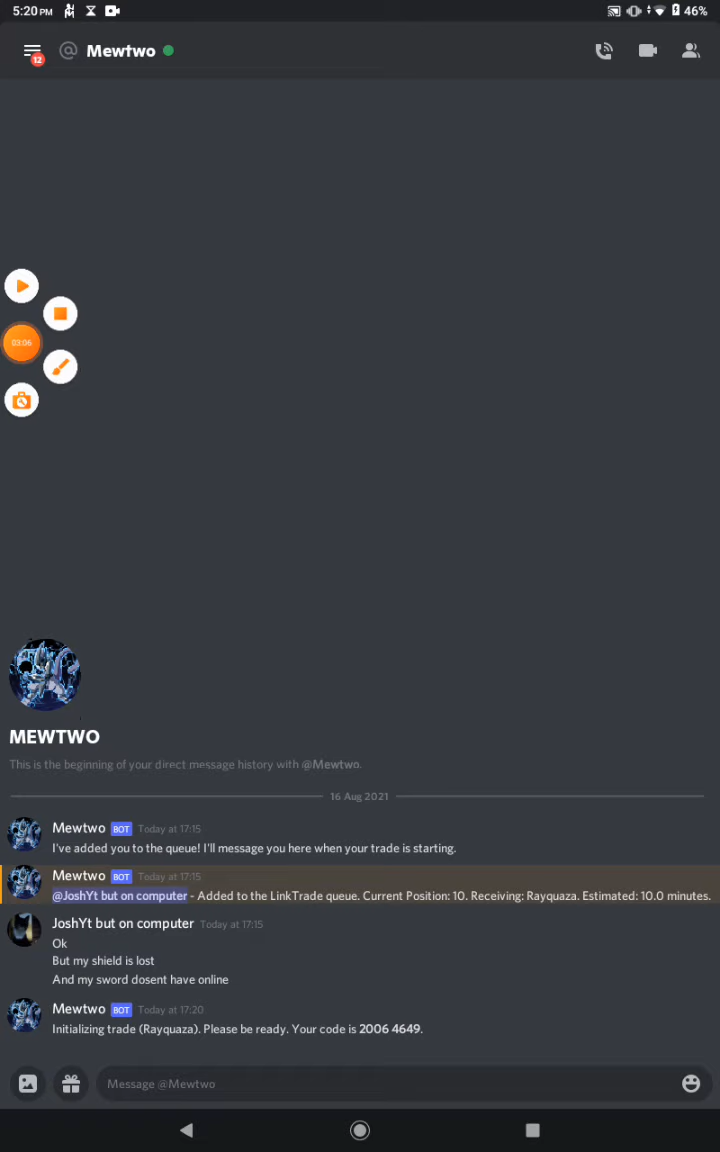 5:20PM 46%
12 @ Mewtwo
03:06
MEWTWO
This is the beginning of your direct message history with @Mewtwo.
16 Aug 2021
Mewtwo BOT Today at 17:15
I've added you to the queue! I'll message you here when your trade is starting.
Mewtwo BOT Today at 17:15
@JoshYt but on computer - Added to the LinkTrade queue. Current Position: 10. Receiving: Rayquaza. Estimated: 10.0 minutes.
JoshYt but on computer Today at 17:15
Ok
But my shield is lost
And my sword dosent have online
Mewtwo BOT Today at 17:20
Initializing trade (Rayquaza). Please be ready. Your code is 2006 4649.
Message @Mewtwo